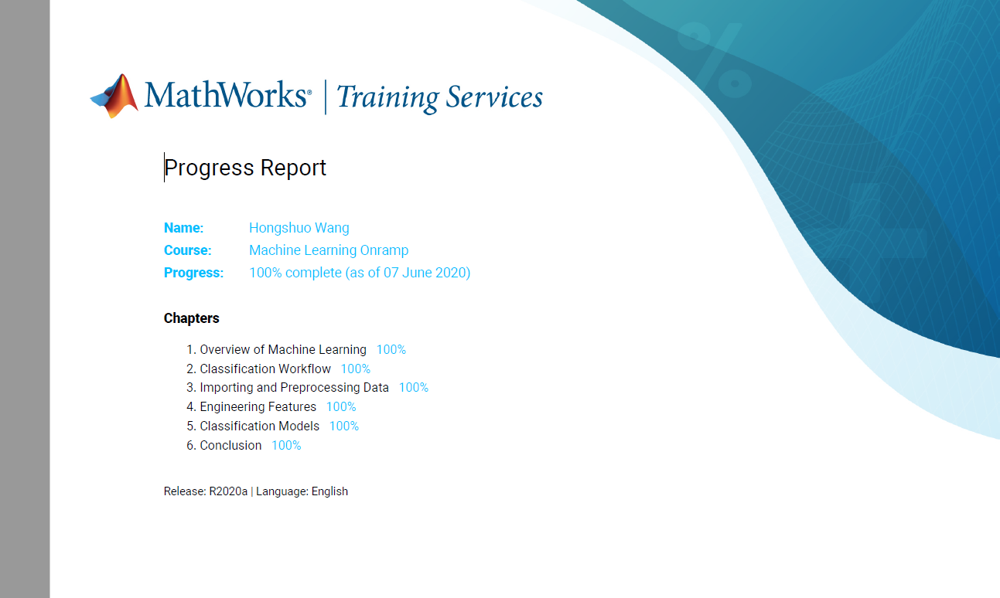 MathWorks® | Training Services
Progress Report
Name: Hongshuo Wang
Course: Machine Learning Onramp
Progress: 100% complete (as of 07 June 2020)
Chapters
1. Overview of Machine Learning 100%
2. Classification Workflow 100%
3. Importing and Preprocessing Data 100%
4. Engineering Features 100%
5. Classification Models 100%
6. Conclusion 100%
Release: R2020a | Language: English